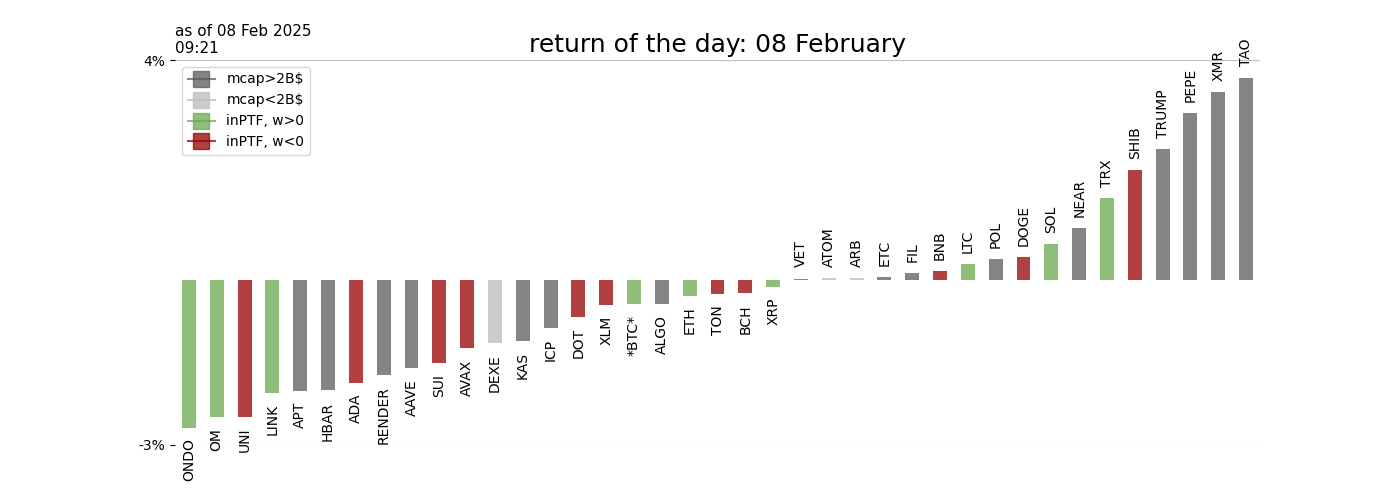 as of 08 Feb 2025
09:21
return of the day: 08 February
4%
mcap>2B$
mcap<2B$
inPTF, w>0
inPTF, w<0
-3%
ONDO
OM
UNI
LINK
APT
HBAR
ADA
RENDER
AAVE
SUI
AVAX
DEXE
KAS
ICP
DOT
XLM
*BTC*
ALGO
ETH
TON
BCH
XRP
VET
ATOM
ARB
ETC
FIL
BNB
LTC
POL
DOGE
SOL
NEAR
TRX
SHIB
TRUMP
PEPE
XMR
TAO